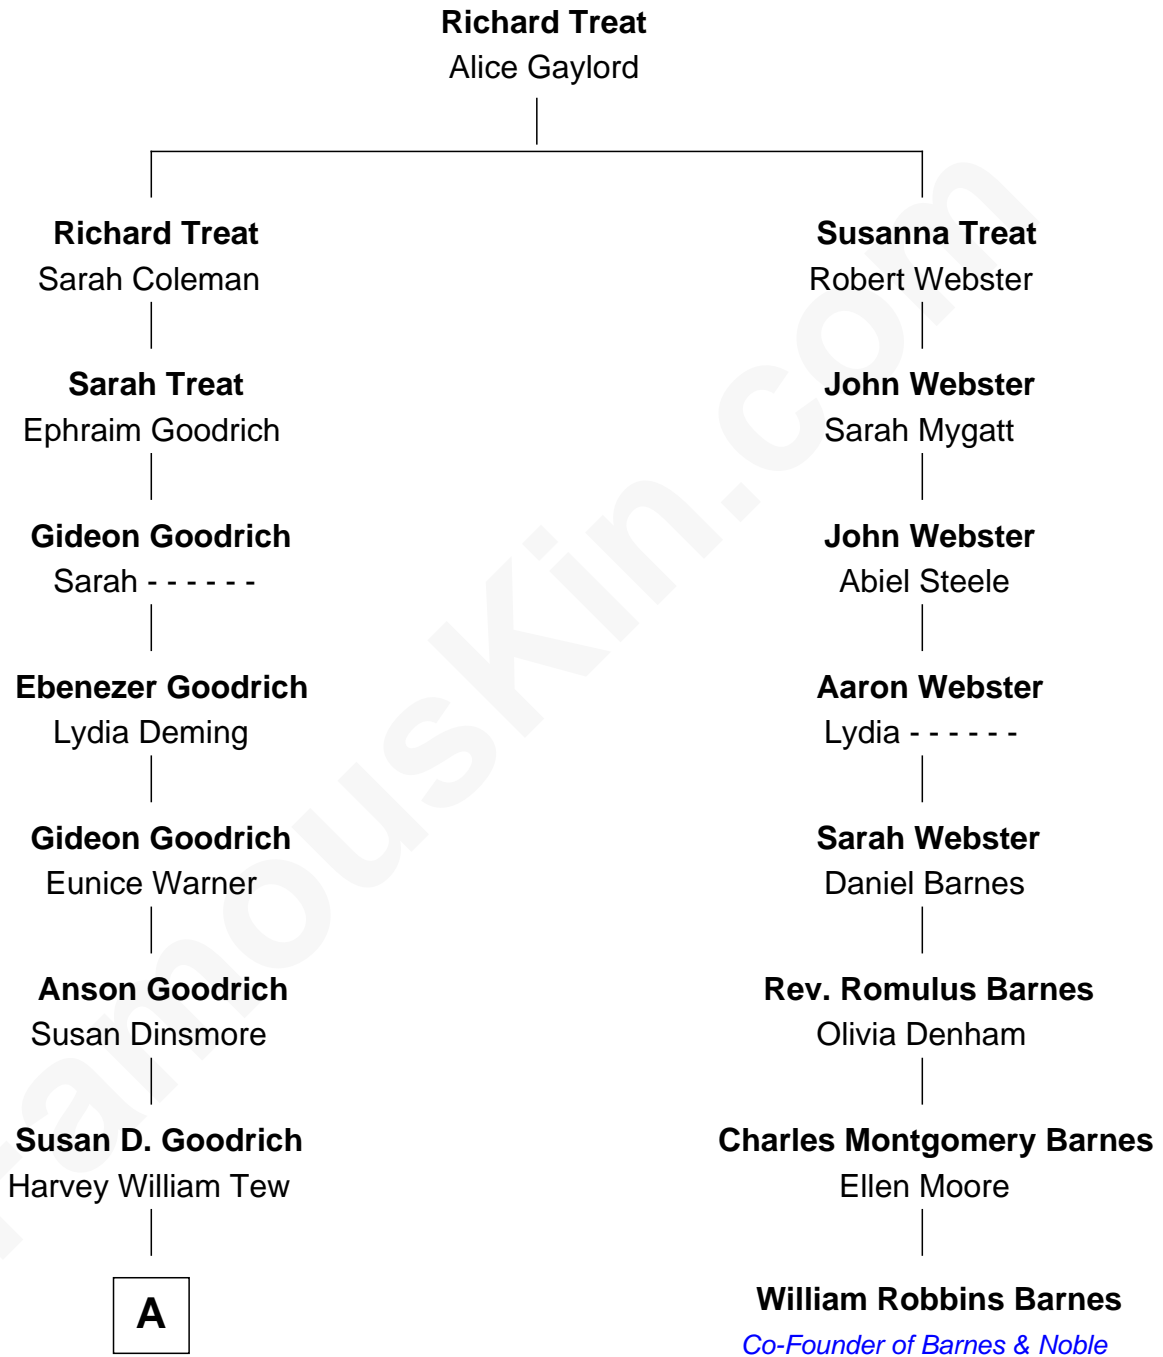 Richard Treat
Alice Gaylord
Richard Treat
Sarah Coleman
Susanna Treat
Robert Webster
Sarah Treat
Ephraim Goodrich
John Webster
Sarah Mygatt
Gideon Goodrich
Sarah - - - - - -
John Webster
Abiel Steele
Ebenezer Goodrich
Lydia Deming
Aaron Webster
Lydia - - - - - -
Gideon Goodrich
Eunice Warner
Sarah Webster
Daniel Barnes
Anson Goodrich
Susan Dinsmore
Rev. Romulus Barnes
Olivia Denham
Susan D. Goodrich
Harvey William Tew
Charles Montgomery Barnes
Ellen Moore
A
William Robbins Barnes
Co-Founder of Barnes & Noble
FamousKin.com